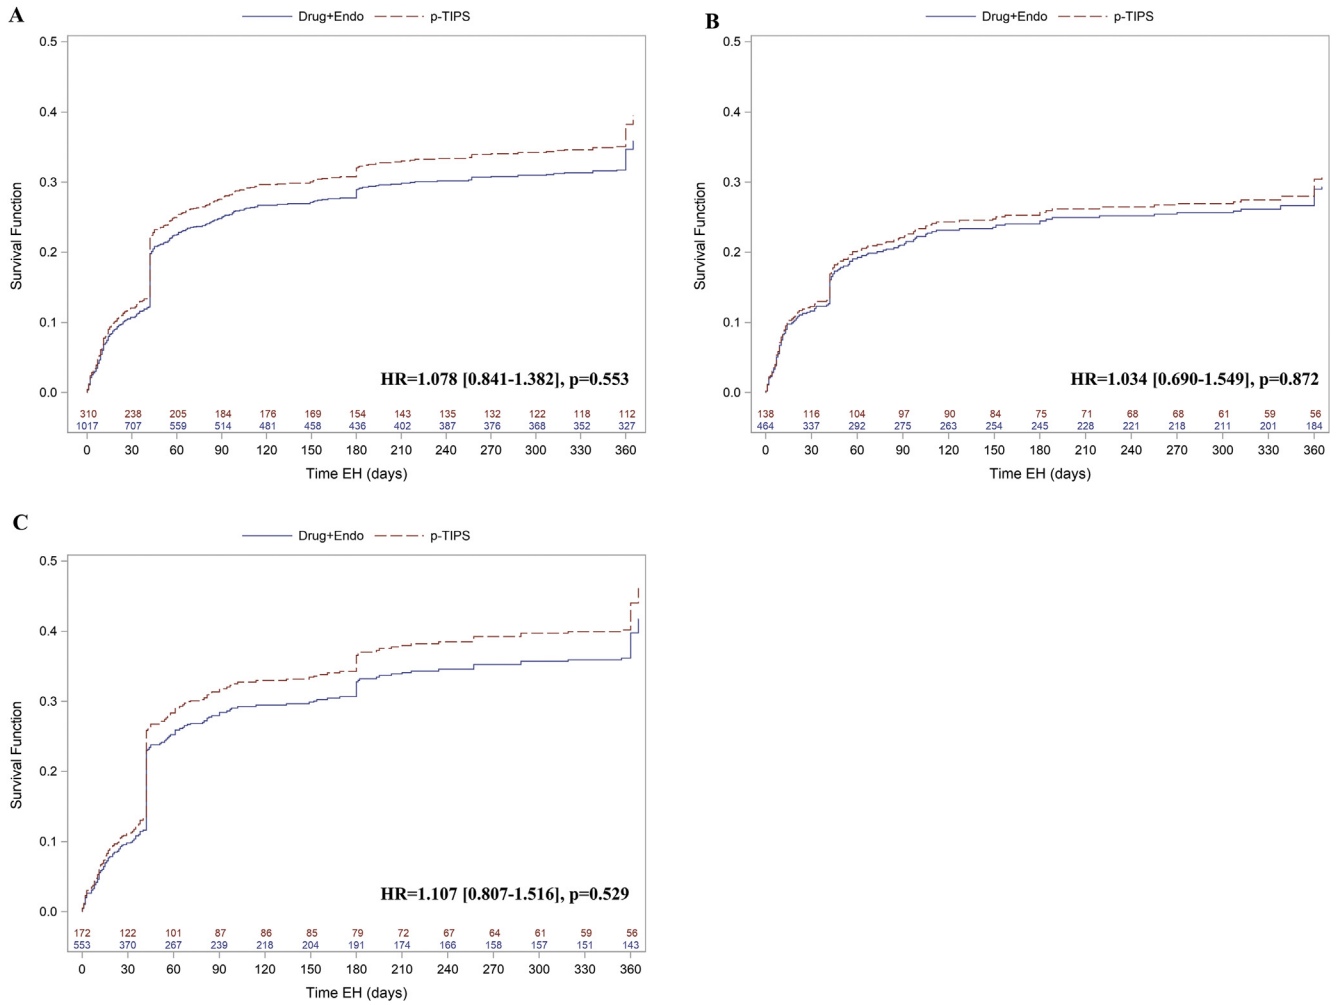 A
Drug+Endo p-TIPS
0.5
0.4
0.3
0.2
0.1
0.0
Survival Function
HR=1.078 [0.841-1.382], p=0.553
310 238 205 184 176 169 154 143 135 132 122 118 112
1017 707 559 514 481 458 436 402 387 376 368 352 327
0 30 60 90 120 150 180 210 240 270 300 330 360
Time EH (days)
B
Drug+Endo p-TIPS
0.5
0.4
0.3
0.2
0.1
0.0
Survival Function
HR=1.034 [0.690-1.549], p=0.872
138 116 104 97 90 84 75 71 68 68 61 59 56
464 337 292 275 263 254 245 228 221 218 211 201 184
0 30 60 90 120 150 180 210 240 270 300 330 360
Time EH (days)
C
Drug+Endo p-TIPS
0.5
0.4
0.3
0.2
0.1
0.0
Survival Function
HR=1.107 [0.807-1.516], p=0.529
172 122 101 87 86 85 79 72 67 64 61 59 56
553 370 267 239 218 204 191 174 166 158 157 151 143
0 30 60 90 120 150 180 210 240 270 300 330 360
Time EH (days)